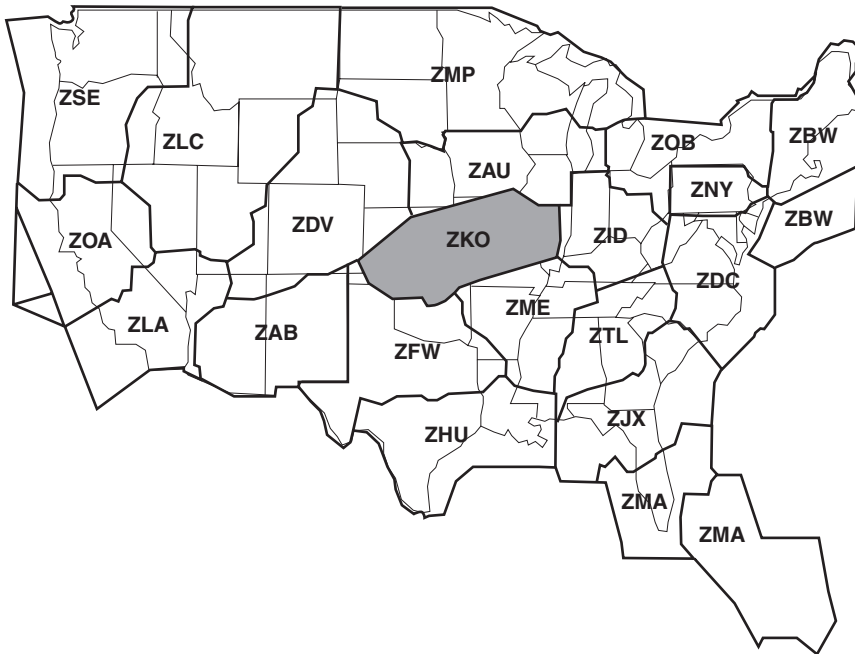 ZMP
ZSE
ZLC
ZOB
ZBW
ZAU
ZNY
ZBW
ZDV
ZKO
ZID
ZOA
ZDC
ZLA
ZAB
ZME
ZTL
ZFW
ZJX
ZHU
ZMA
ZMA